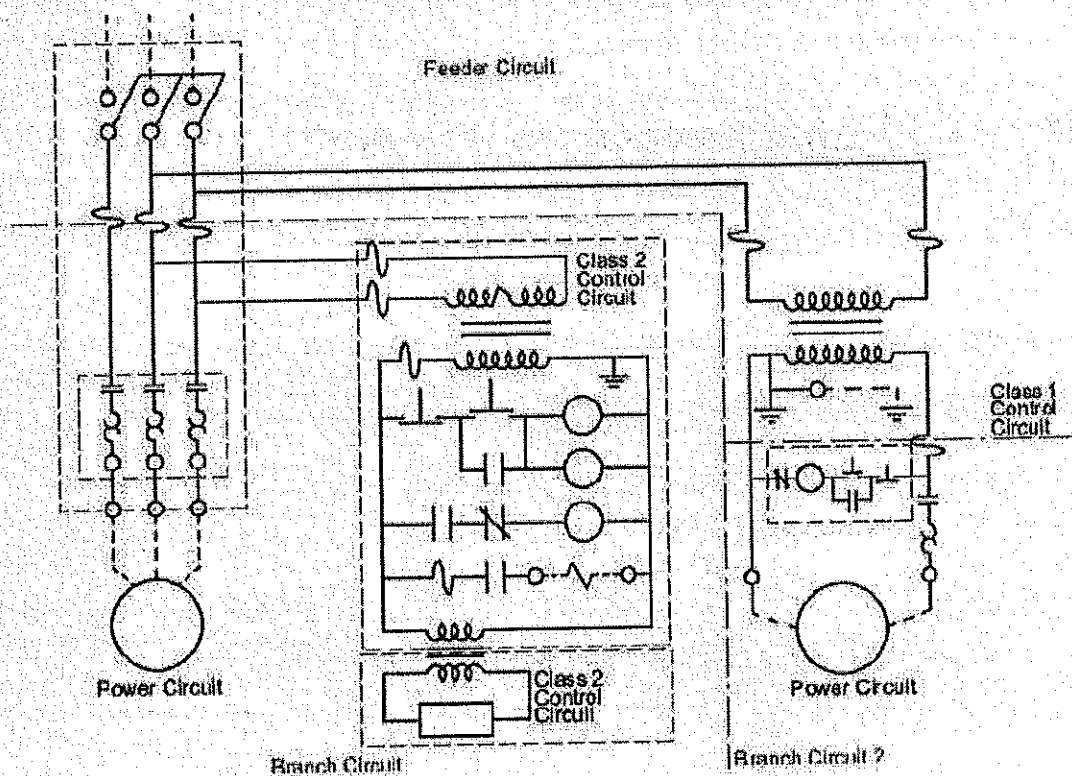 Feeder Circuit
Class 2
Control
Circuit
Class 1
Control
Circuit
Power Circuit
Class 2
Control
Circuit
Power Circuit
Branch Circuit
Branch Circuit ?